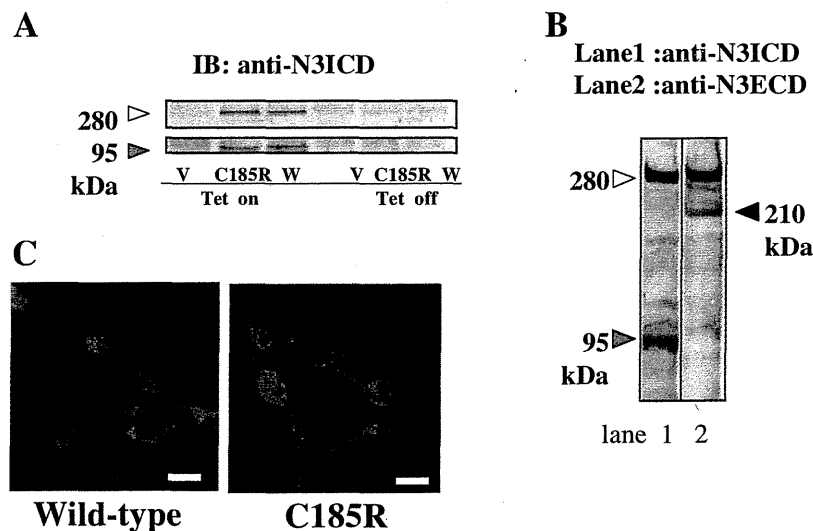 A
IB: anti-N3ICD
280
95
kDa
V C185R W V C185R W
Tet on Tet off
B
Lane1 :anti-N3ICD
Lane2 :anti-N3ECD
280
210
kDa
95
kDa
lane 1 2
C
Wild-type C185R